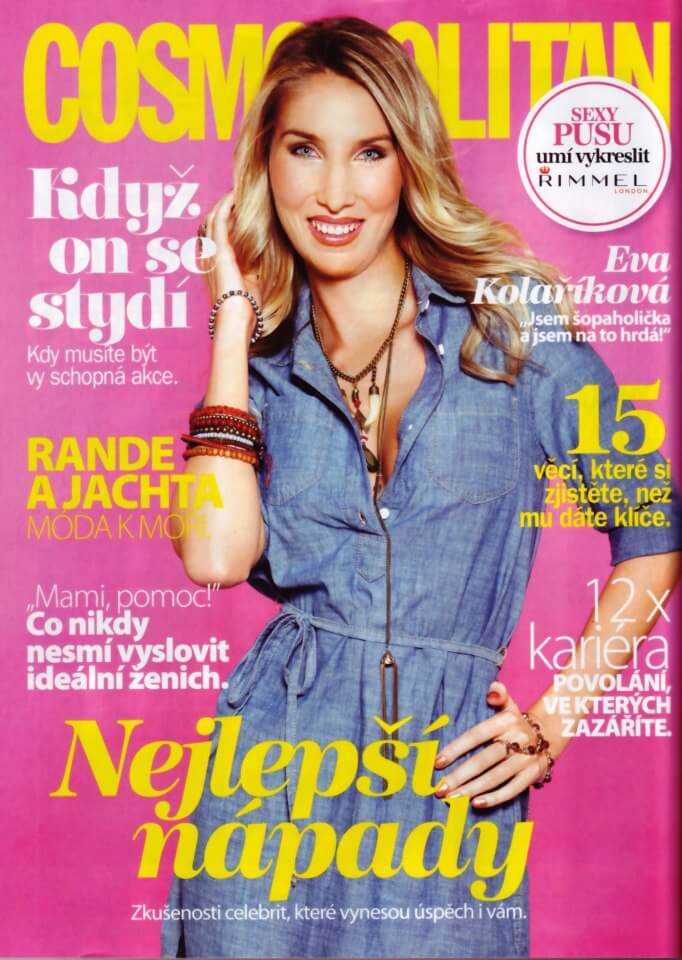 COSMOPOLITAN
SEXY
PUSU
umí vykreslit
RIMMEL
LONDON
Když
on se
stydí
Kdy musíte být
vy schopná akce.
Eva
Kolaříková
„Jsem šopaholička
a jsem na to hrdá!“
15
věcí, které si
zjistěte, než
mu dáte klíče.
RANDE
A JACHTA
MÓDA K MOŘI.
„Mami, pomoc!“
Co nikdy
nesmí vyslovit
ideální ženich.
12 x
kariéra
POVOLÁNÍ,
VE KTERÝCH
ZAZÁŘÍTE.
Nejlepší
nápady
Zkušenosti celebrit, které vynesou úspěch i vám.